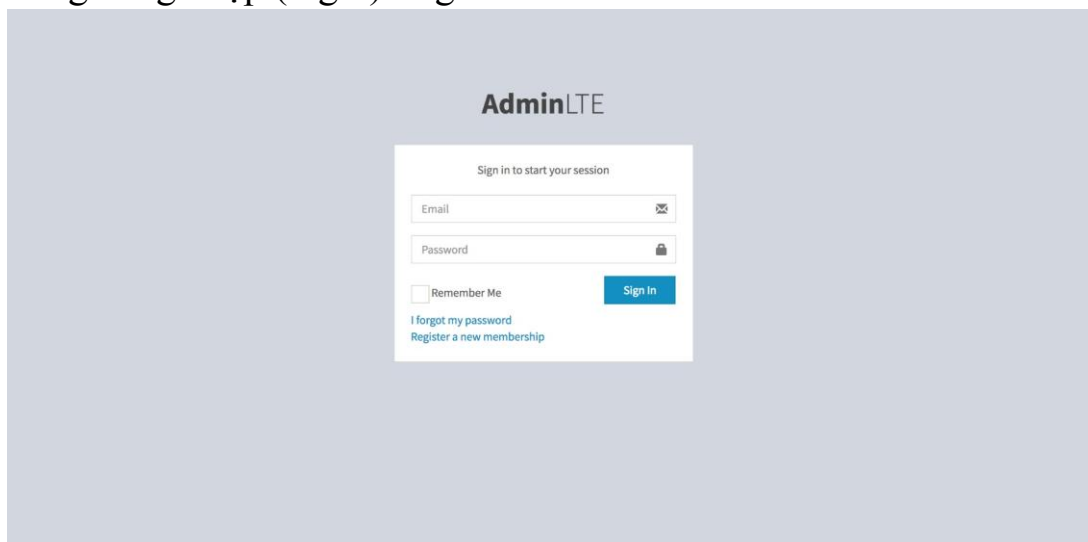 AdminLTE
Sign in to start your session
Email
Password
Remember Me
Sign In
I forgot my password
Register a new membership